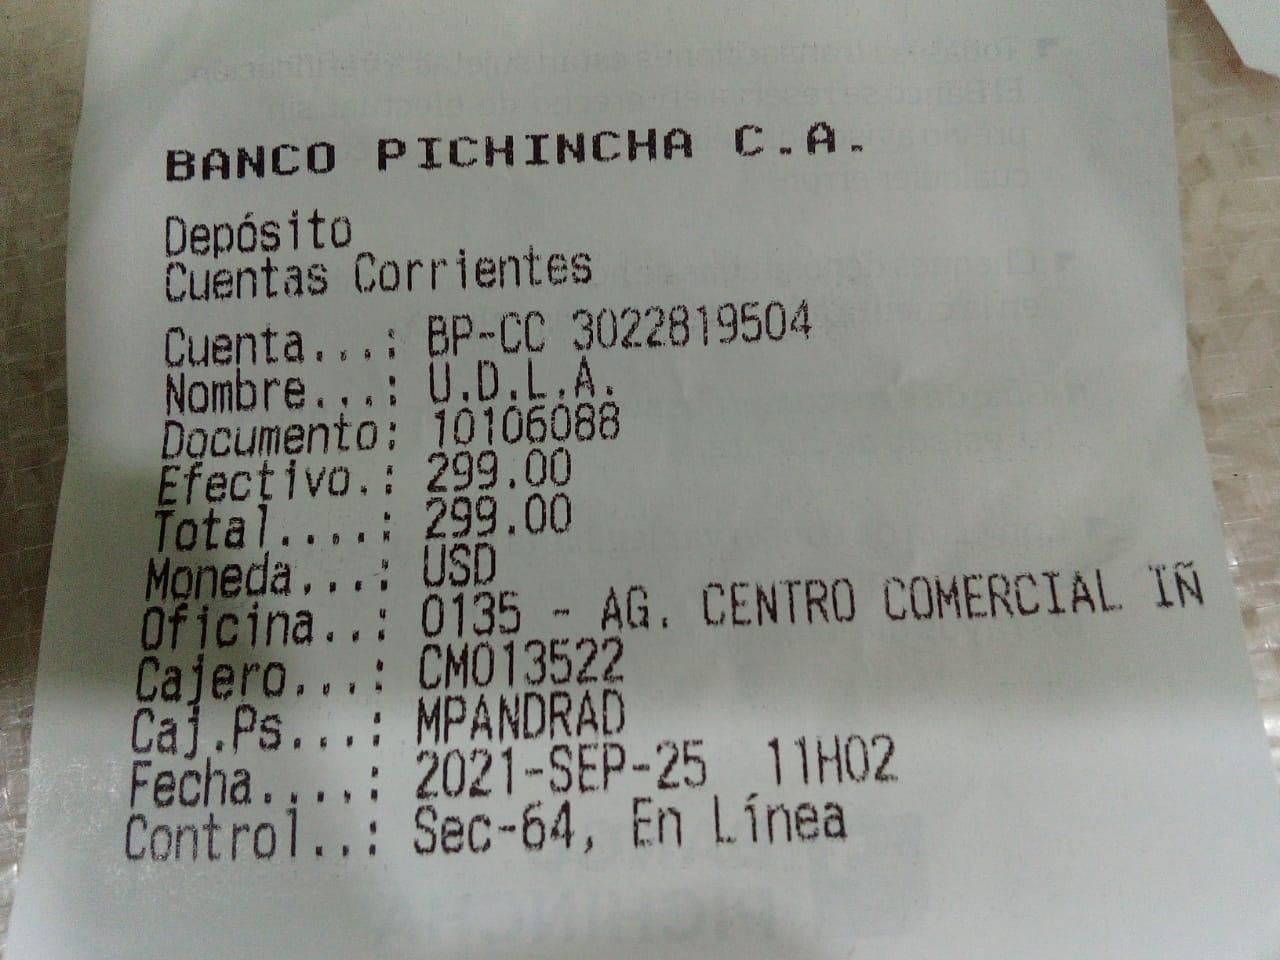 BANCO PICHINCHA C.A.
Depósito
Cuentas Corrientes
Cuenta...: BP-CC 3022819504
Nombre...: U.D.L.A.
Documento: 10106088
Efectivo.: 299.00
Total....: 299.00
Moneda...: USD
Oficina..: 0135 - AG. CENTRO COMERCIAL IÑ
Cajero...: CM013522
Caj.Ps...: MPANDRAD
Fecha....: 2021-SEP-25 11H02
Control..: Sec-64, En Línea